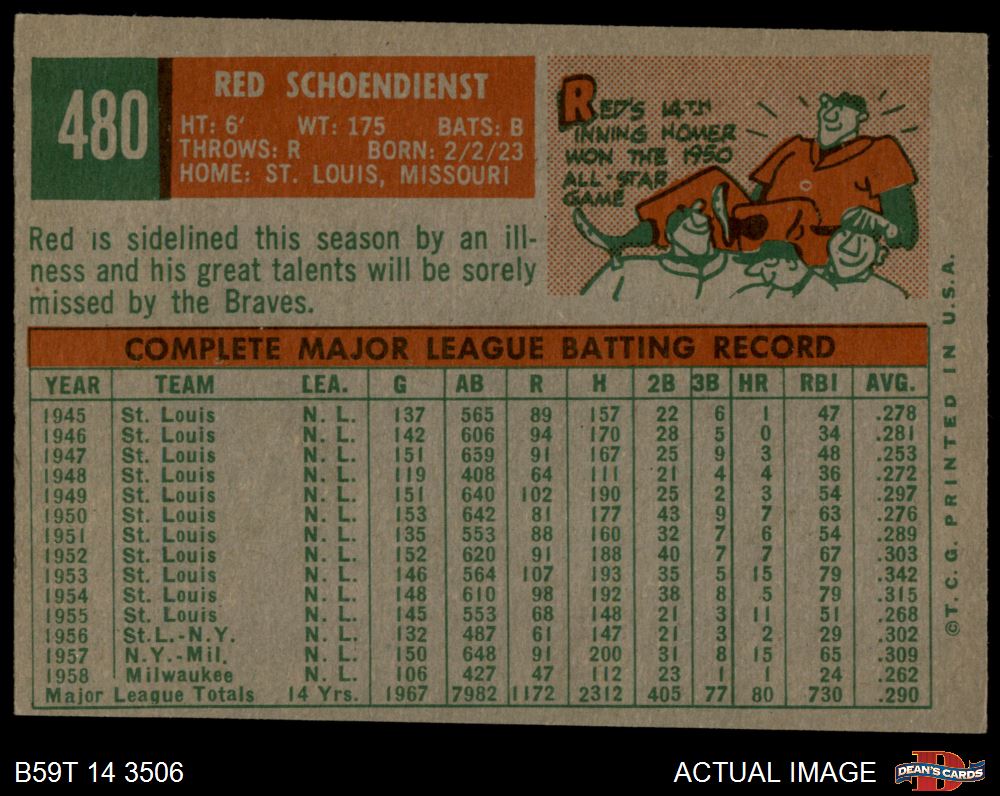 480
RED SCHOENDIENST
HT: 6' WT: 175 BATS: B
THROWS: R BORN: 2/2/23
HOME: ST. LOUIS, MISSOURI
RED'S 14TH
INNING HOMER
WON THE 1950
ALL-STAR
GAME
Red is sidelined this season by an ill-
ness and his great talents will be sorely
missed by the Braves.
COMPLETE MAJOR LEAGUE BATTING RECORD
YEAR TEAM LEA. G AB R H 2B 3B HR RBI AVG.
1945 St. Louis N. L. 137 565 89 157 22 6 1 47 .278
1946 St. Louis N. L. 142 606 94 170 28 5 0 34 .281
1947 St. Louis N. L. 151 659 91 167 25 9 3 48 .253
1948 St. Louis N. L. 119 408 64 111 21 4 4 36 .272
1949 St. Louis N. L. 151 640 102 190 25 2 3 54 .297
1950 St. Louis N. L. 153 642 81 177 43 9 7 63 .276
1951 St. Louis N. L. 135 553 88 160 32 7 6 54 .289
1952 St. Louis N. L. 152 620 91 188 40 7 7 67 .303
1953 St. Louis N. L. 146 564 107 193 35 5 15 79 .342
1954 St. Louis N. L. 148 610 98 192 38 8 5 79 .315
1955 St. Louis N. L. 145 553 68 148 21 3 11 51 .268
1956 St.L.-N.Y. N. L. 132 487 61 147 21 3 2 29 .302
1957 N.Y.-Mil. N. L. 150 648 91 200 31 8 15 65 .309
1958 Milwaukee N. L. 106 427 47 112 23 1 1 24 .262
Major League Totals 14 Yrs. 1967 7982 1172 2312 405 77 80 730 .290
©T. C. G. PRINTED IN U.S.A.
B59T 14 3506
ACTUAL IMAGE
D
DEAN'S CARDS